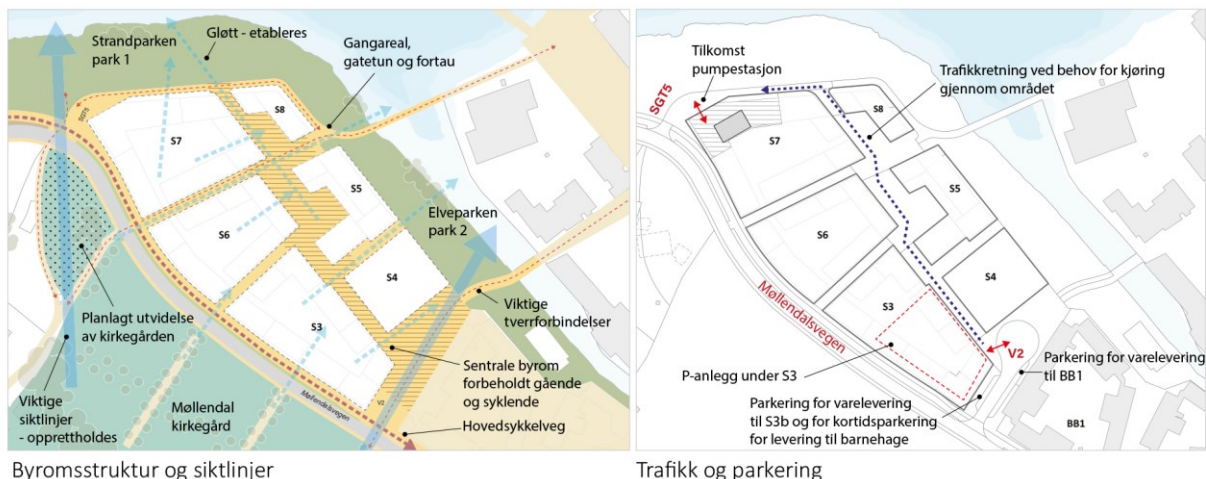 Strandparken
park 1
Gløtt - etableres
Gangareal,
gatetun og fortau
SGT5
S8
S7
S5
S6
Elveparken
park 2
S4
S3
Planlagt utvidelse
av kirkegården
Viktige
tverrforbindelser
Sentrale byrom
forbeholdt gående
og syklende
Viktige
siktlinjer
- opprettholdes
Møllendal
kirkegård
Møllendalsvegen
V2
Hovedsykkelveg
Byromsstruktur og siktlinjer
Tilkomst
pumpestasjon
SGT5
Trafikkretning ved behov for kjøring
gjennom området
S8
S7
S5
S6
S4
S3
Møllendalsvegen
V2
P-anlegg under S3
Parkering for varelevering
til BB1
Parkering for varelevering
til S3b og for kortidsparkering
for levering til barnehage
BB1
Trafikk og parkering